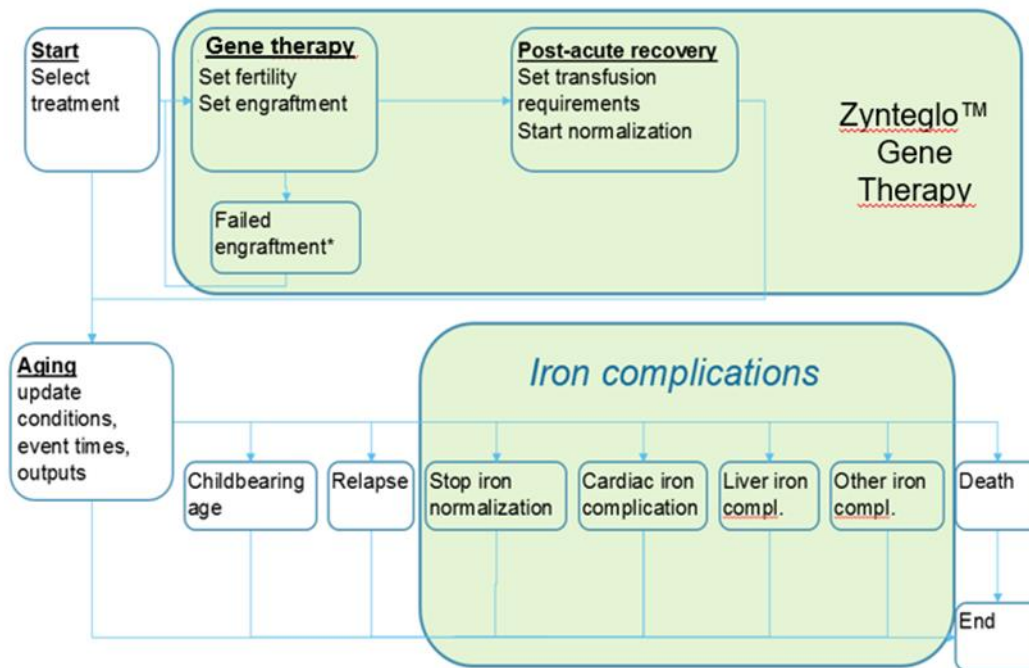 Start
Select
treatment
Gene therapy
Set fertility
Set engraftment
Post-acute recovery
Set transfusion
requirements
Start normalization
Zynteglo™
Gene
Therapy
Failed
engraftment*
Aging
update
conditions,
event times,
outputs
Iron complications
Childbearing
age
Relapse
Stop iron
normalization
Cardiac iron
complication
Liver iron
compl.
Other iron
compl.
Death
End